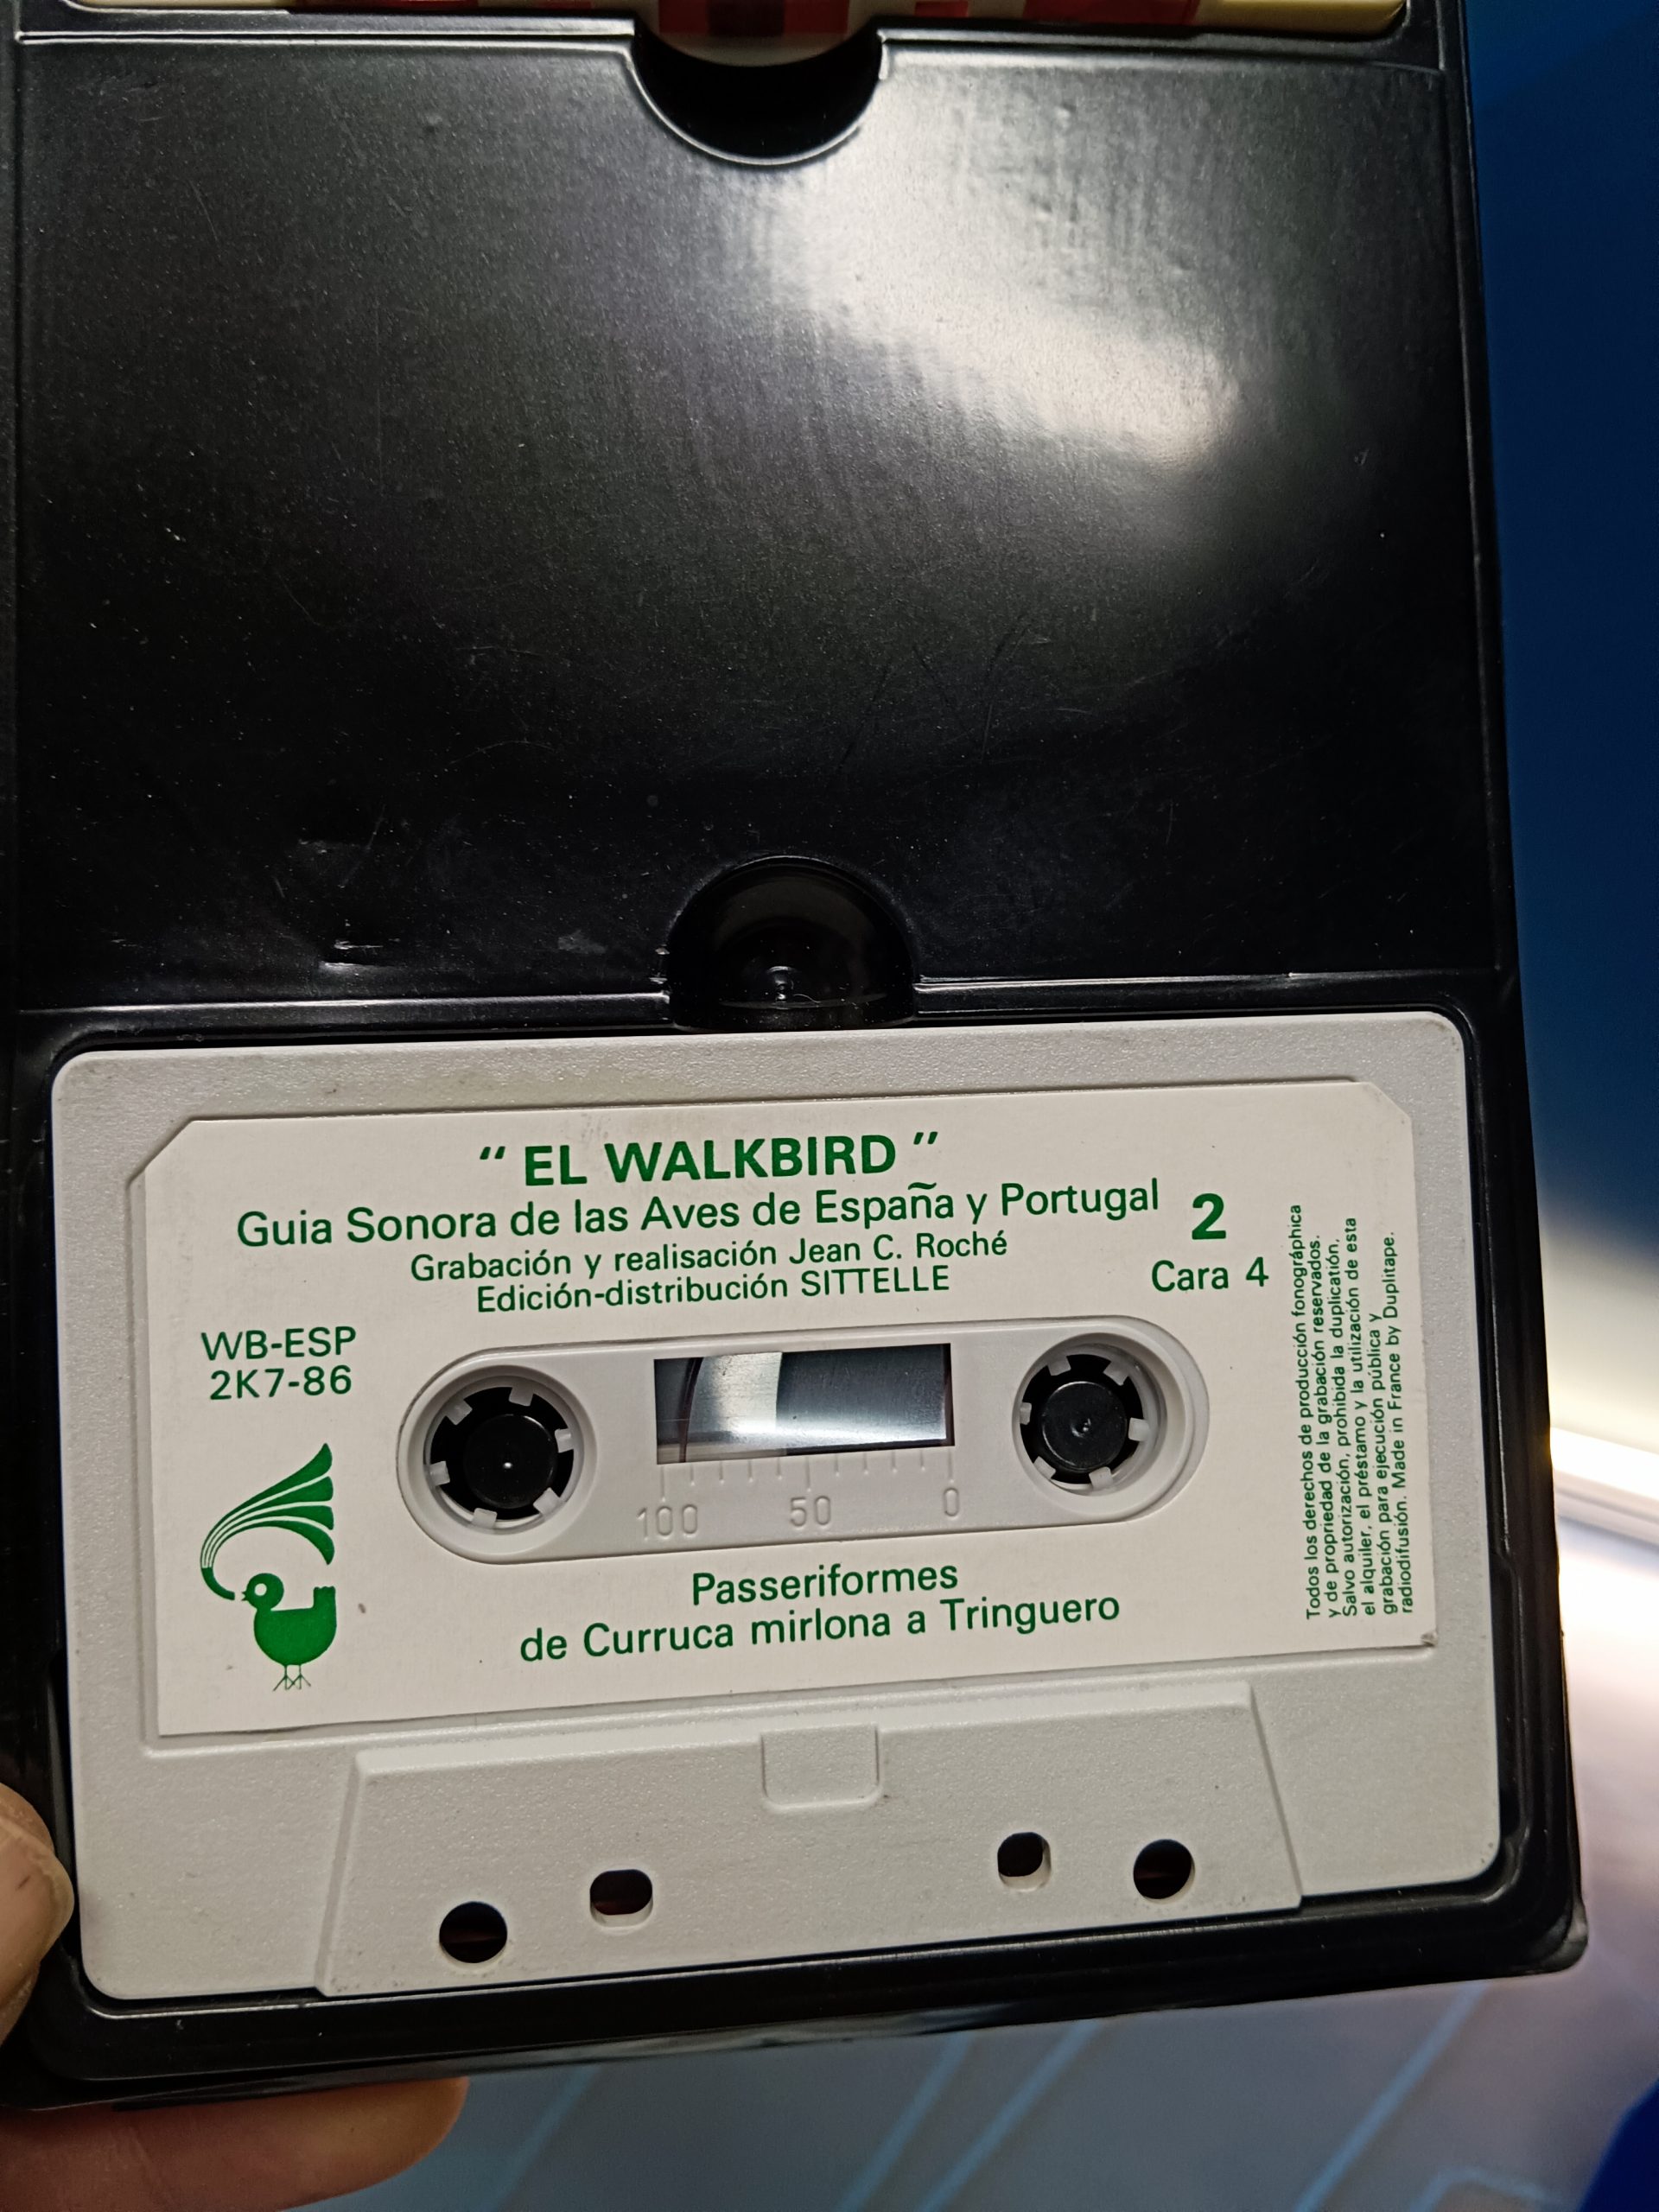 " EL WALKBIRD "
Guia Sonora de las Aves de España y Portugal
Grabación y realisación Jean C. Roché
Edición-distribución SITTELLE
2
Cara 4
WB-ESP
2K7-86
100 50 0
Passeriformes
de Curruca mirlona a Tringuero
Todos los derechos de producción fonográphica
y de propriedad de la grabación reservados.
Salvo autorización, prohibida la duplicatión,
el alquiler, el préstamo y la utilización de esta
grabación para ejecución pública y
radiodifusión. Made in France by Duplitape.